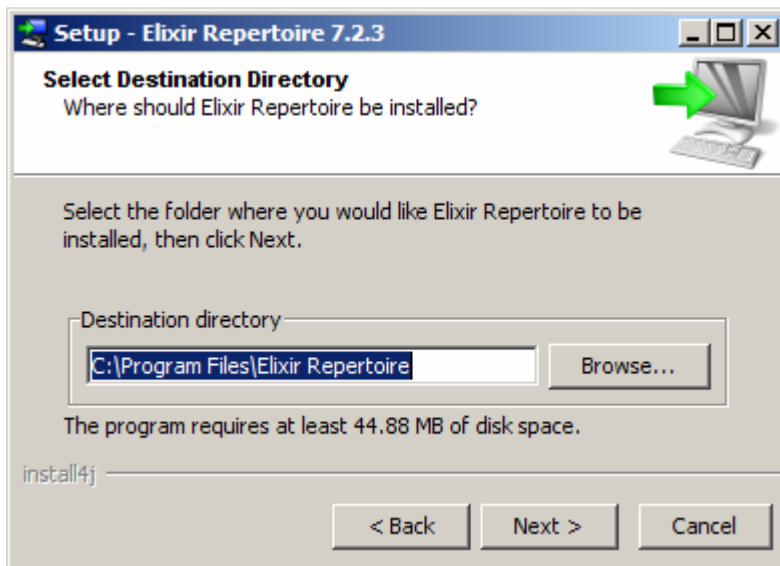 Setup - Elixir Repertoire 7.2.3
Select Destination Directory
Where should Elixir Repertoire be installed?
Select the folder where you would like Elixir Repertoire to be
installed, then click Next.
Destination directory
C:\Program Files\Elixir Repertoire
Browse...
The program requires at least 44.88 MB of disk space.
install4j
< Back
Next >
Cancel